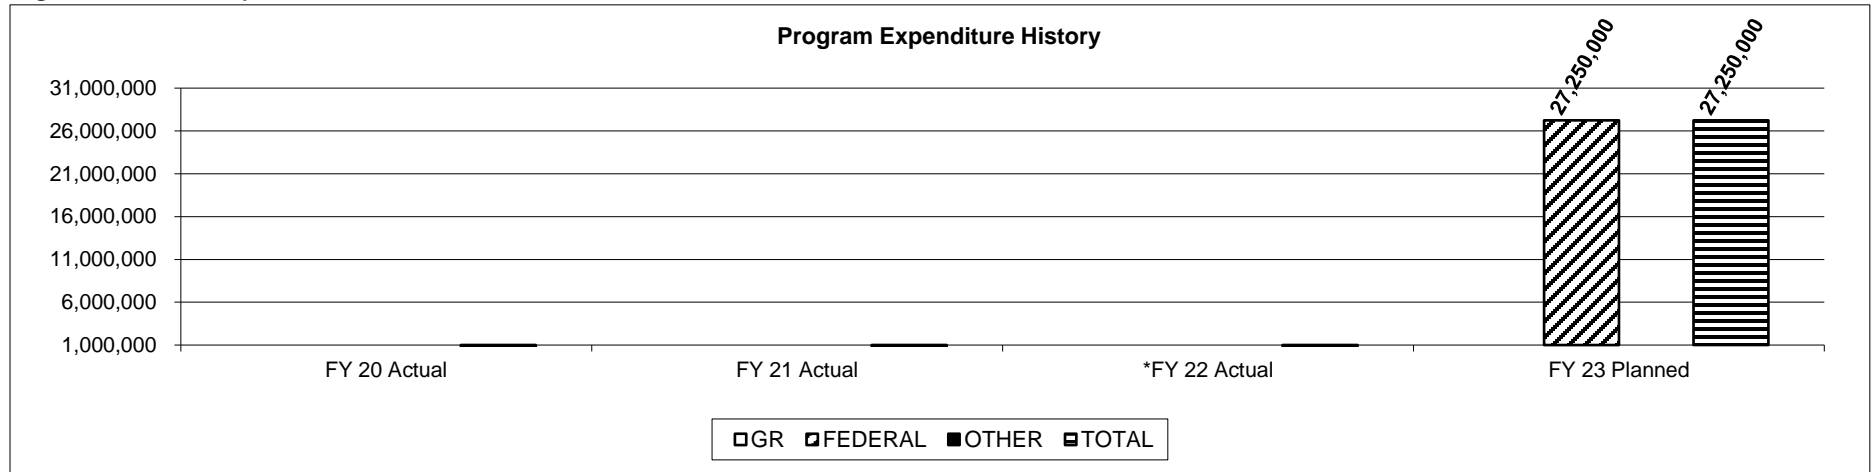 Program Expenditure History
27,250,000
27,250,000
31,000,000
26,000,000
21,000,000
16,000,000
11,000,000
6,000,000
1,000,000
FY 20 Actual
FY 21 Actual
*FY 22 Actual
FY 23 Planned
GR FEDERAL OTHER TOTAL